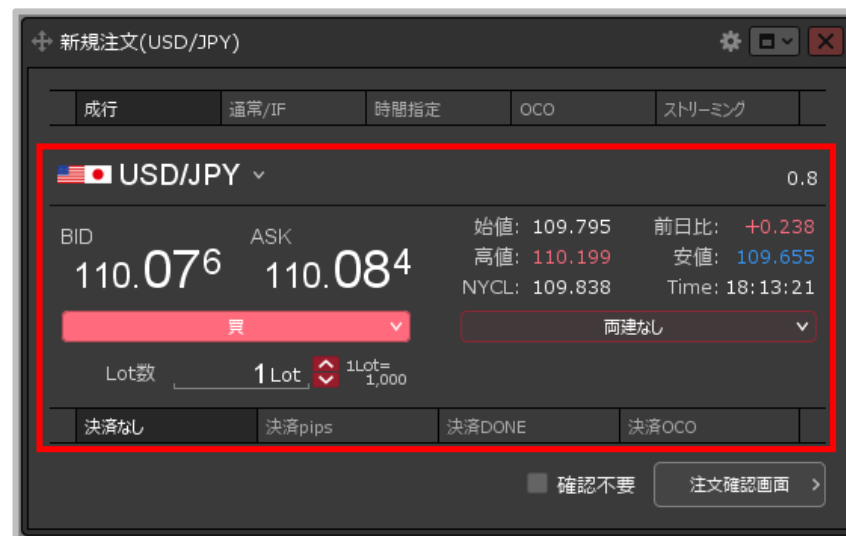 新規注文(USD/JPY)
成行 通常/IF 時間指定 OCO ストリーミング
USD/JPY 0.8
BID ASK 始値: 109.795 前日比: +0.238
110.076 110.084 高値: 110.199 安値: 109.655
NYCL: 109.838 Time: 18:13:21
買 両建なし
Lot数 1 Lot 1Lot=
1,000
決済なし 決済pips 決済DONE 決済OCO
確認不要 注文確認画面